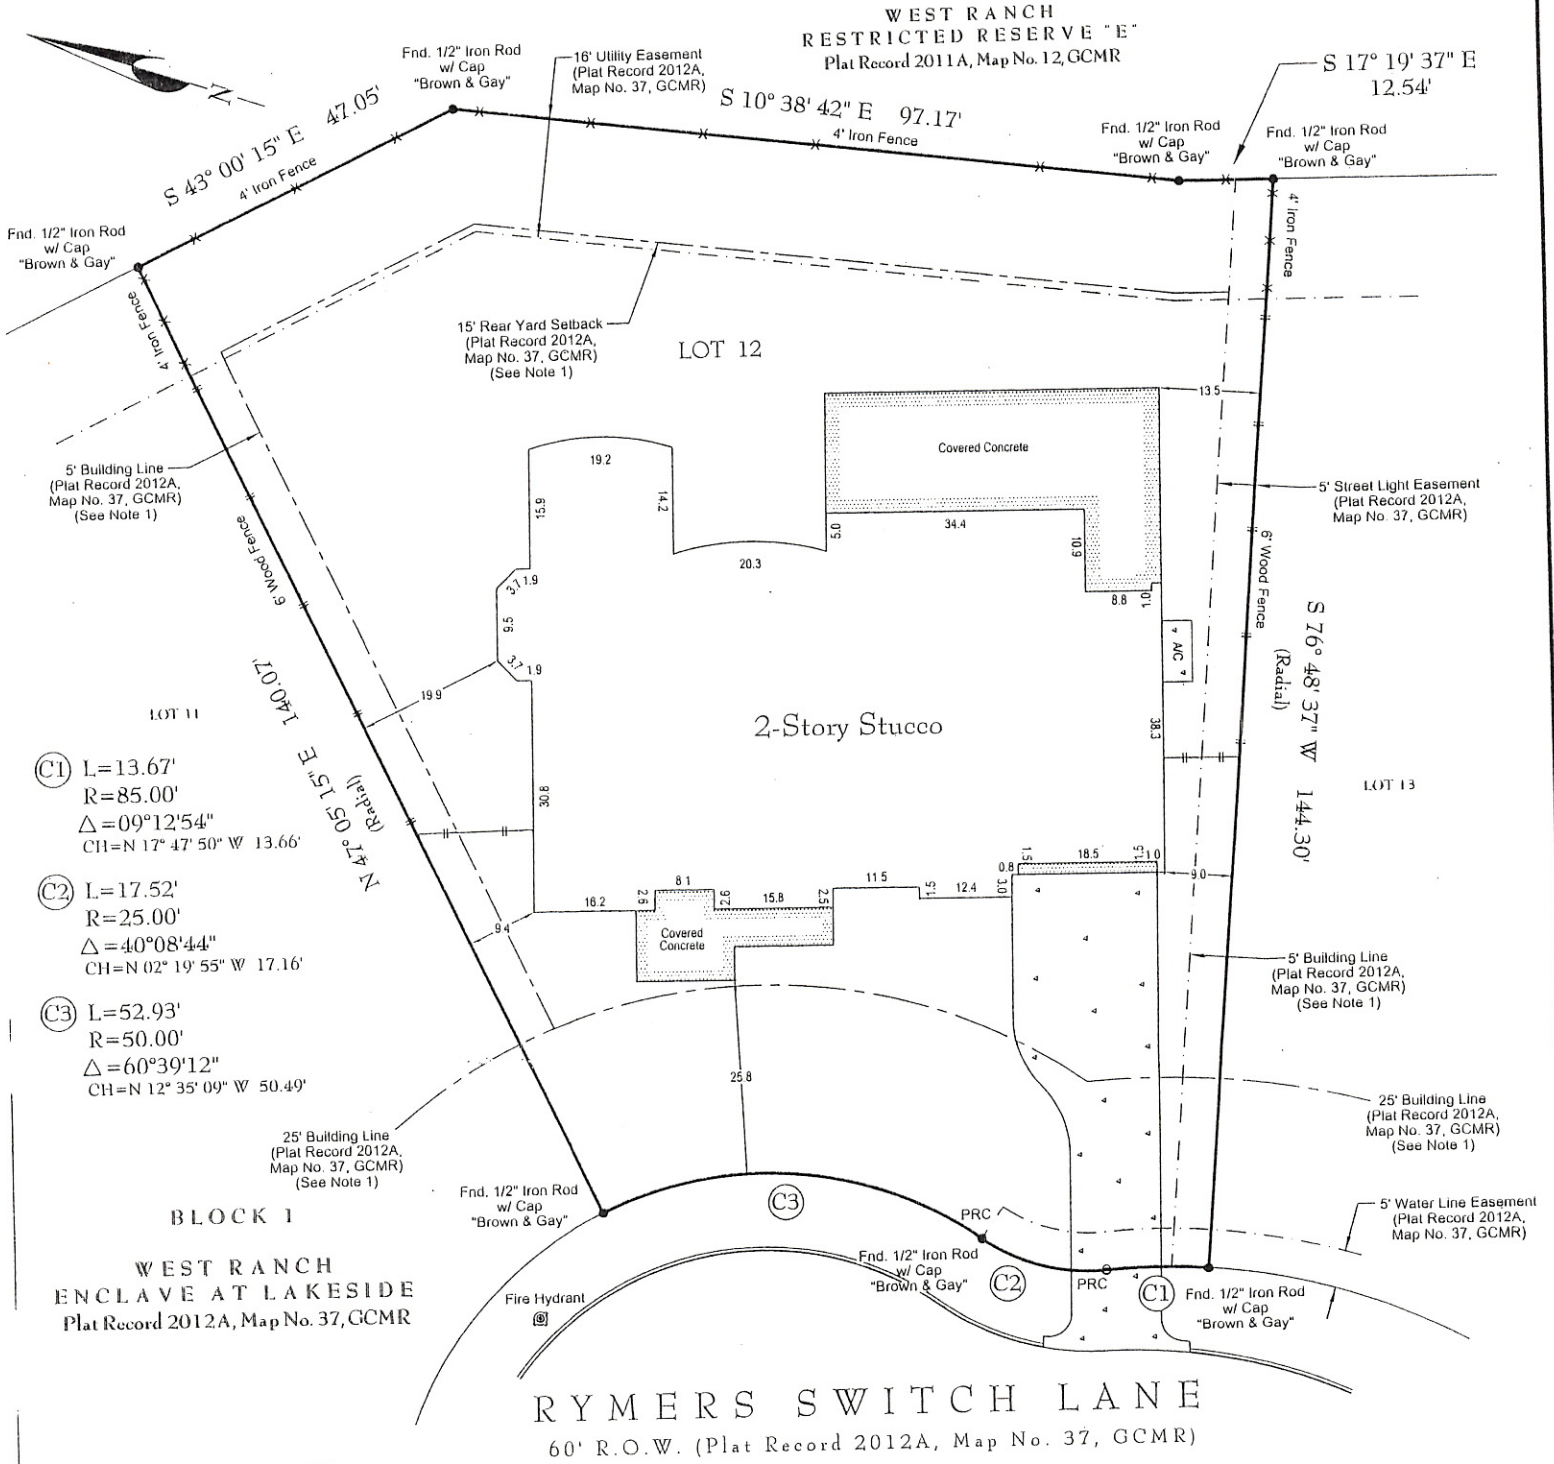 WEST RANCH
RESTRICTED RESERVE "E"
Plat Record 2011A, Map No. 12, GCMR
N
Fnd. 1/2" Iron Rod
w/ Cap
"Brown & Gay"
16' Utility Easement
(Plat Record 2012A,
Map No. 37, GCMR)
S 17° 19' 37" E
12.54'
S 43° 00' 15" E 47.05'
4' Iron Fence
S 10° 38' 42" E 97.17'
4' Iron Fence
Fnd. 1/2" Iron Rod
w/ Cap
"Brown & Gay"
Fnd. 1/2" Iron Rod
w/ Cap
"Brown & Gay"
Fnd. 1/2" Iron Rod
w/ Cap
"Brown & Gay"
4' Iron Fence
4' Iron Fence
15' Rear Yard Setback
(Plat Record 2012A,
Map No. 37, GCMR)
(See Note 1)
LOT 12
13.5
5' Building Line
(Plat Record 2012A,
Map No. 37, GCMR)
(See Note 1)
19.2
Covered Concrete
5' Street Light Easement
(Plat Record 2012A,
Map No. 37, GCMR)
15.9
14.2
5.0
34.4
10.9
20.3
8.8
1.0
3.7
1.9
9.5
3.7
1.9
6' Wood Fence
6' Wood Fence
A/C
S 76° 48' 37" W 144.30'
(Radial)
19.9
2-Story Stucco
38.3
LOT 11
LOT 13
N 47° 05' 15" E 140.07'
(Radial)
30.8
C1 L=13.67'
R=85.00'
△=09°12'54"
CH=N 17° 47' 50" W 13.66'
C2 L=17.52'
R=25.00'
△=40°08'44"
CH=N 02° 19' 55" W 17.16'
C3 L=52.93'
R=50.00'
△=60°39'12"
CH=N 12° 35' 09" W 50.49'
1.5
18.5
1.5
1.0
0.8
3.0
9.0
9.4
16.2
2.6
8.1
2.6
15.8
2.5
11.5
1.5
12.4
Covered
Concrete
5' Building Line
(Plat Record 2012A,
Map No. 37, GCMR)
(See Note 1)
25.8
25' Building Line
(Plat Record 2012A,
Map No. 37, GCMR)
(See Note 1)
25' Building Line
(Plat Record 2012A,
Map No. 37, GCMR)
(See Note 1)
Fnd. 1/2" Iron Rod
w/ Cap
"Brown & Gay"
C3
PRC
5' Water Line Easement
(Plat Record 2012A,
Map No. 37, GCMR)
BLOCK 1
WEST RANCH
ENCLAVE AT LAKESIDE
Plat Record 2012A, Map No. 37, GCMR
Fnd. 1/2" Iron Rod
w/ Cap
"Brown & Gay"
C2
PRC
C1
Fnd. 1/2" Iron Rod
w/ Cap
"Brown & Gay"
Fire Hydrant
RYMERS SWITCH LANE
60' R.O.W. (Plat Record 2012A, Map No. 37, GCMR)